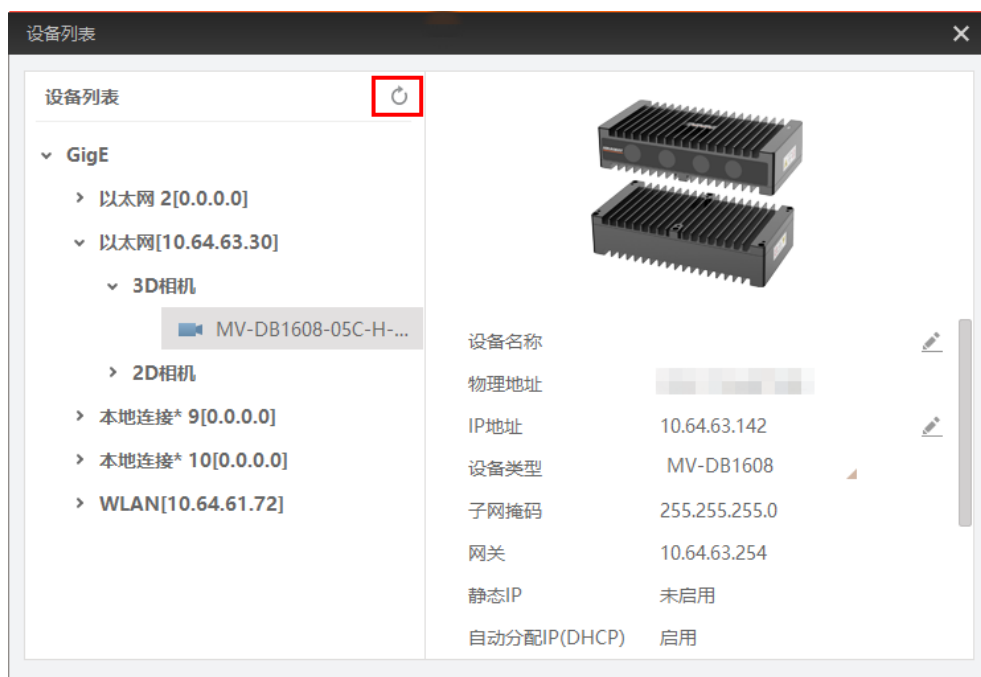 设备列表
设备列表
GigE
以太网 2[0.0.0.0]
以太网[10.64.63.30]
3D相机
MV-DB1608-05C-H-...
2D相机
本地连接* 9[0.0.0.0]
本地连接* 10[0.0.0.0]
WLAN[10.64.61.72]
设备名称
物理地址
IP地址 10.64.63.142
设备类型 MV-DB1608
子网掩码 255.255.255.0
网关 10.64.63.254
静态IP 未启用
自动分配IP(DHCP) 启用